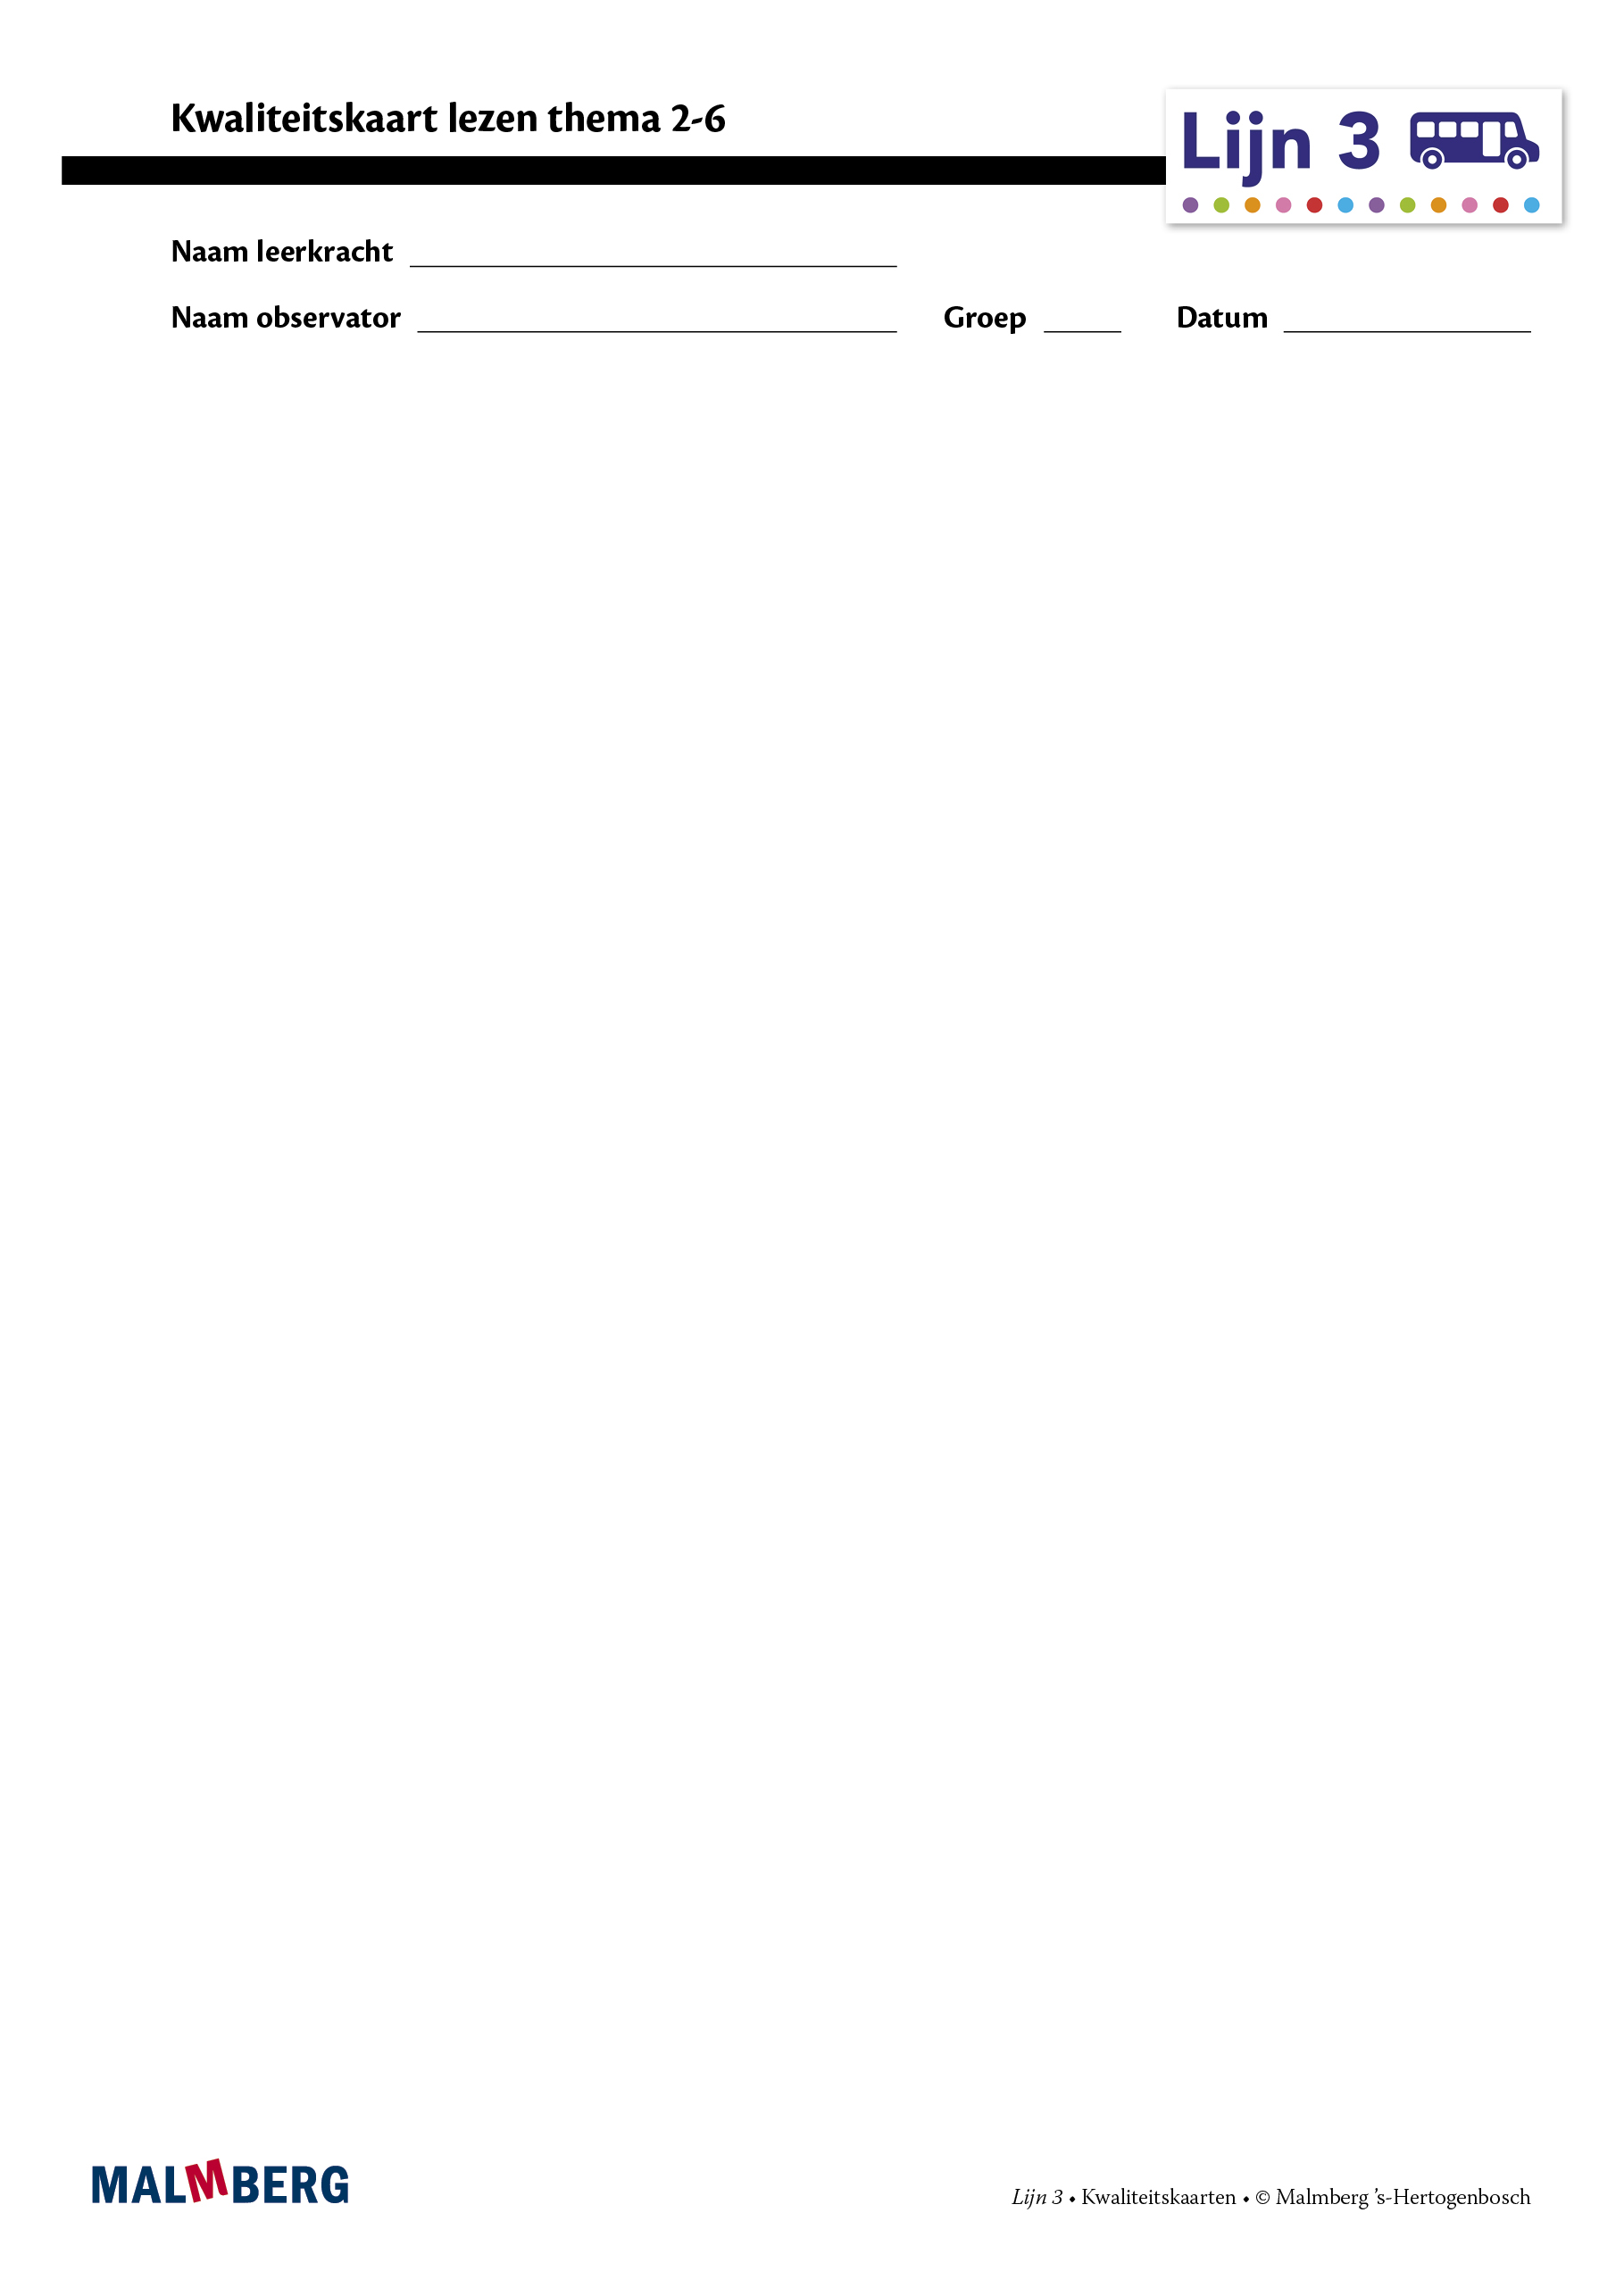 Kwaliteitskaart lezen thema 2-6
Lijn 3
Naam leerkracht
Naam observator Groep Datum
MALMBERG
Lijn 3 • Kwaliteitskaarten • © Malmberg ’s-Hertogenbosch